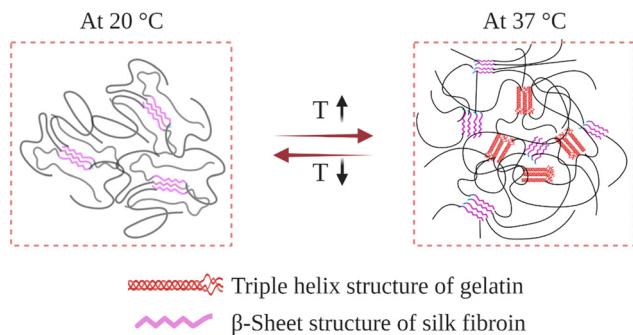 At 20 °C
At 37 °C
T
T
Triple helix structure of gelatin
β-Sheet structure of silk fibroin